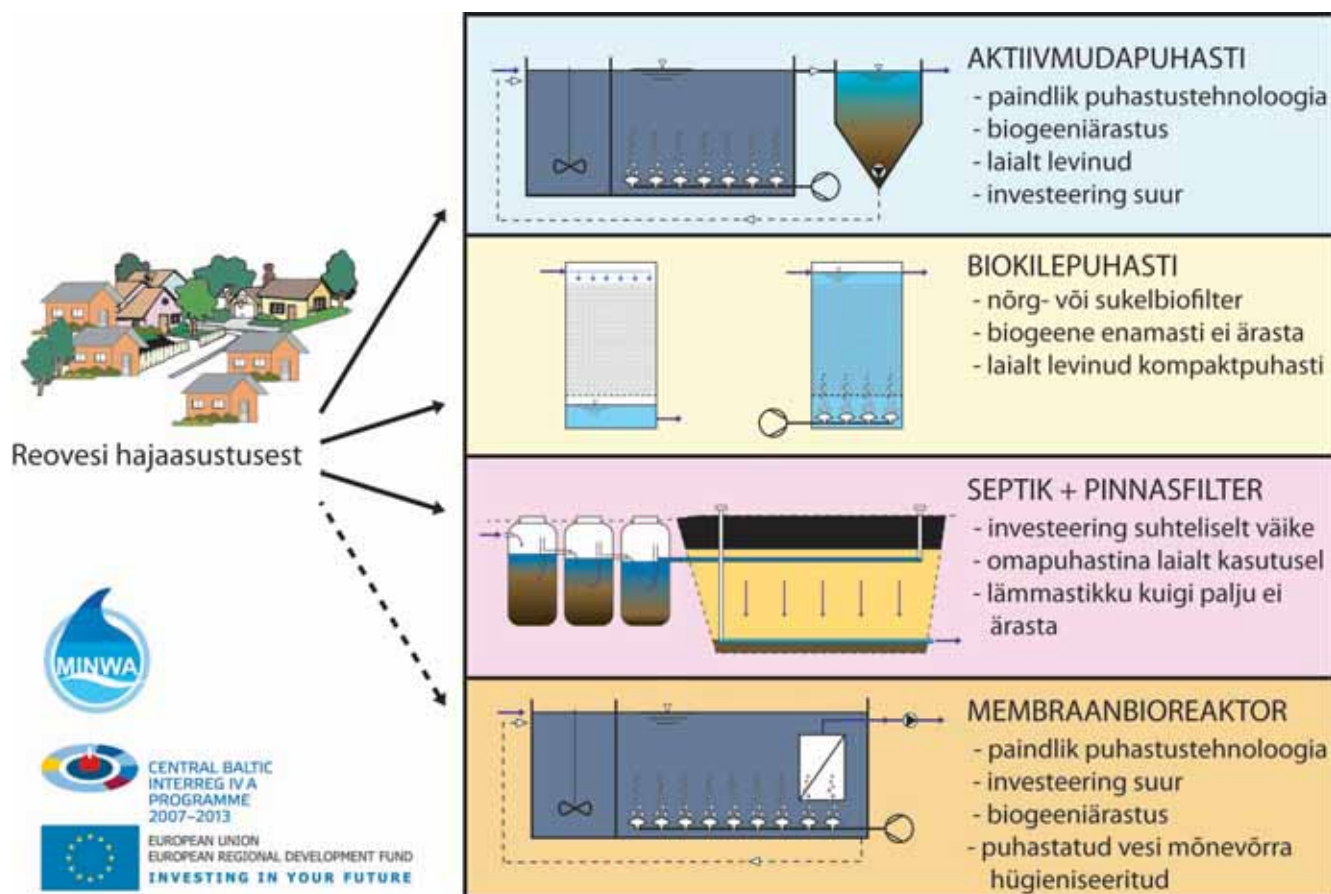 Reovesi hajaasustusest
MINWA
CENTRAL BALTIC
INTERREG IV A
PROGRAMME
2007–2013
EUROPEAN UNION
EUROPEAN REGIONAL DEVELOPMENT FUND
INVESTING IN YOUR FUTURE
AKTIIVMUDAPUHASTI
- paindlik puhastustehnoloogia
- biogeeniärastus
- laialt levinud
- investeering suur
BIOKILEPUHASTI
- nõrg- või sukelbiofilter
- biogeene enamasti ei ärasta
- laialt levinud kompaktpuhasti
SEPTIK + PINNASFILTER
- investeering suhteliselt väike
- omapuhastina laialt kasutusel
- lämmastikku kuigi palju ei
ärasta
MEMBRAANBIOREAKTOR
- paindlik puhastustehnoloogia
- investeering suur
- biogeeniärastus
- puhastatud vesi mõnevõrra
hügieniseeritud